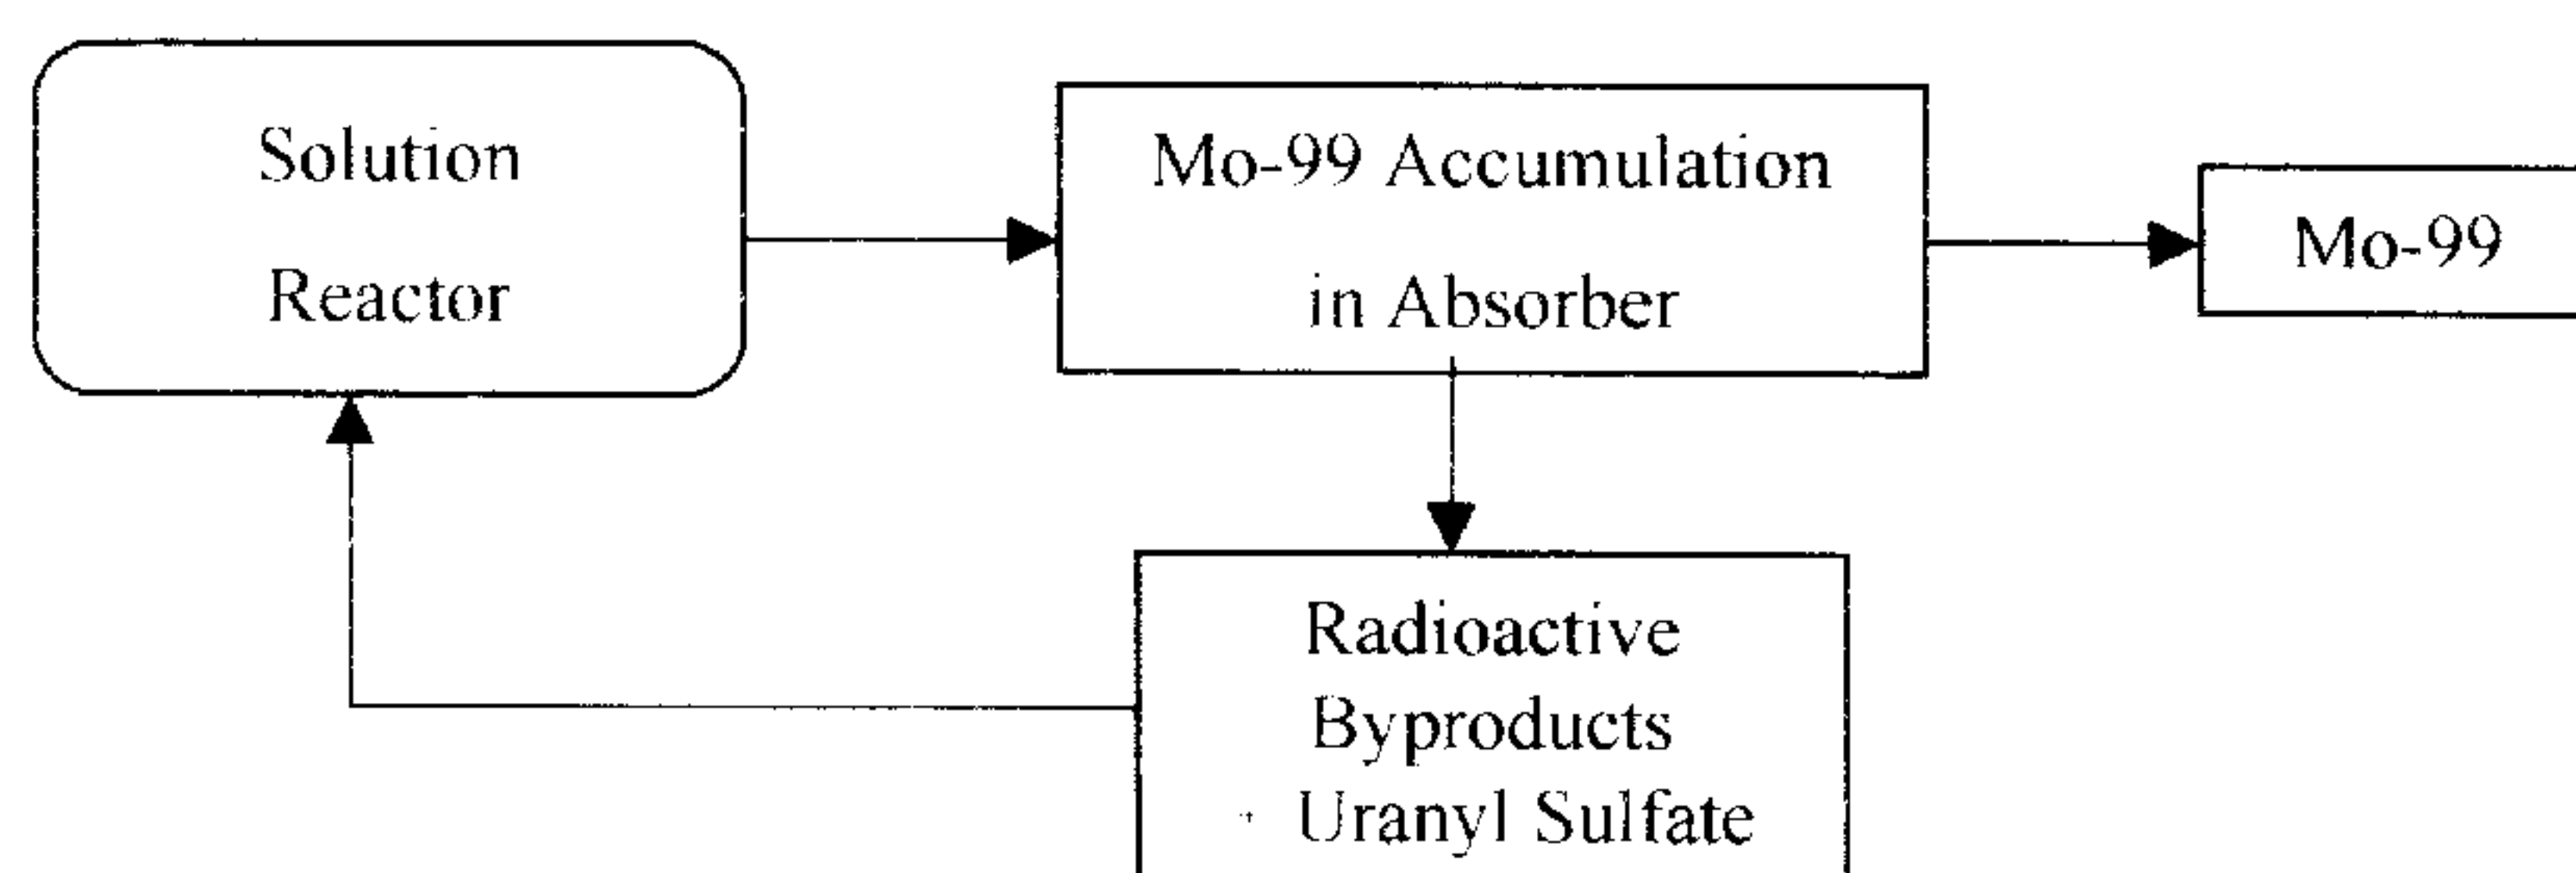 Solution
Reactor
Mo-99 Accumulation
in Absorber
Mo-99
Radioactive
Byproducts
+ Uranyl Sulfate